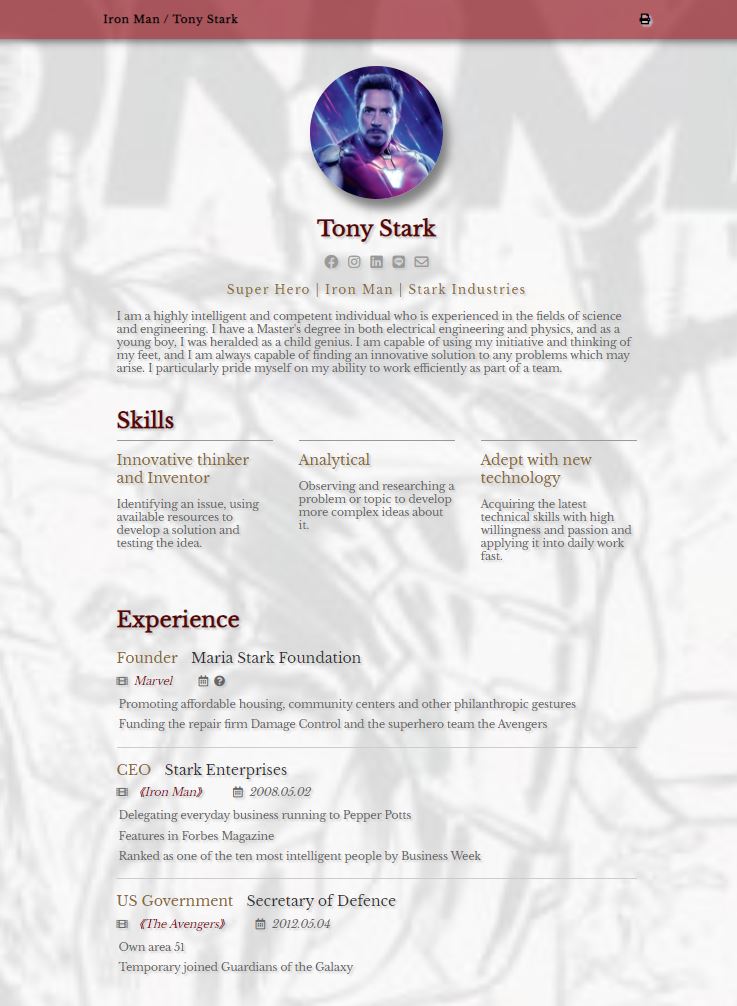 Iron Man / Tony Stark
Tony Stark
Super Hero | Iron Man | Stark Industries
I am a highly intelligent and competent individual who is experienced in the fields of science
and engineering. I have a Master's degree in both electrical engineering and physics, and as a
young boy, I was heralded as a child genius. I am capable of using my initiative and thinking of
my feet, and I am always capable of finding an innovative solution to any problems which may
arise. I particularly pride myself on my ability to work efficiently as part of a team.
Skills
Innovative thinker
and Inventor
Identifying an issue, using
available resources to
develop a solution and
testing the idea.
Analytical
Observing and researching a
problem or topic to develop
more complex ideas about
it.
Adept with new
technology
Acquiring the latest
technical skills with high
willingness and passion and
applying it into daily work
fast.
Experience
Founder Maria Stark Foundation
Marvel
Promoting affordable housing, community centers and other philanthropic gestures
Funding the repair firm Damage Control and the superhero team the Avengers
CEO Stark Enterprises
《Iron Man》 2008.05.02
Delegating everyday business running to Pepper Potts
Features in Forbes Magazine
Ranked as one of the ten most intelligent people by Business Week
US Government Secretary of Defence
《The Avengers》 2012.05.04
Own area 51
Temporary joined Guardians of the Galaxy